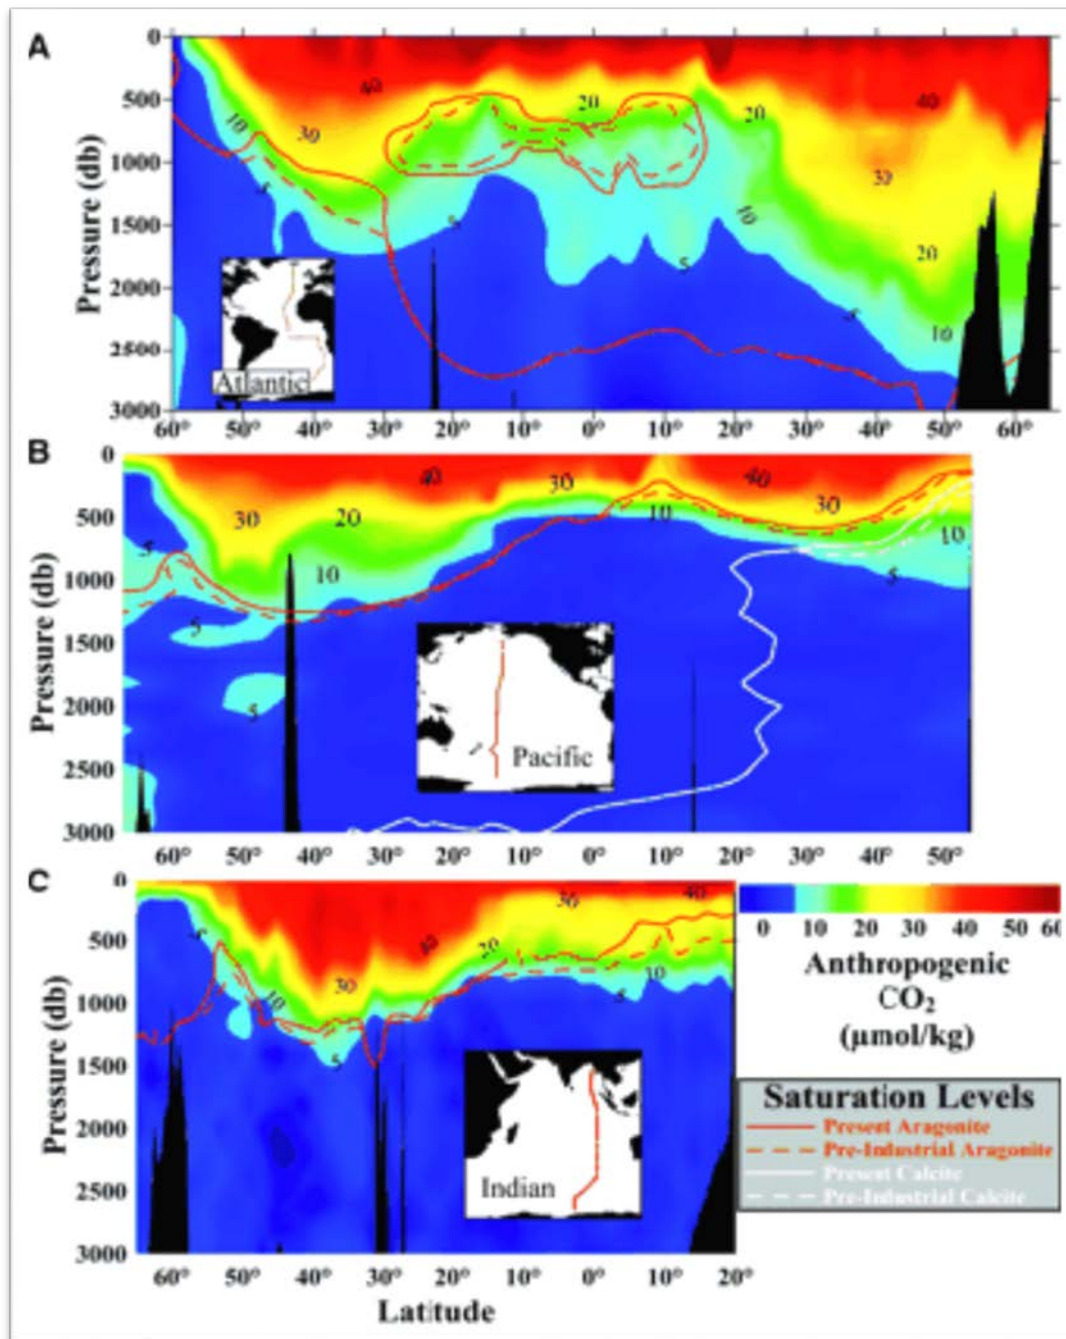 A
0
500
1000
1500
2000
2500
3000
Pressure (db)
10
30
40
20
20
40
30
20
10
10
5
5
5
5
Atlantic
60° 50° 40° 30° 20° 10° 0° 10° 20° 30° 40° 50° 60°
B
0
500
1000
1500
2000
2500
3000
Pressure (db)
40
30
40
30
30
20
10
10
10
5
5
5
5
Pacific
60° 50° 40° 30° 20° 10° 0° 10° 20° 30° 40° 50°
C
0
500
1000
1500
2000
2500
3000
Pressure (db)
40
30
40
20
30
10
10
5
5
5
Indian
60° 50° 40° 30° 20° 10° 0° 10° 20°
Latitude
0 10 20 30 40 50 60
Anthropogenic
CO₂
(µmol/kg)
Saturation Levels
Present Aragonite
Pre-Industrial Aragonite
Present Calcite
Pre-Industrial Calcite